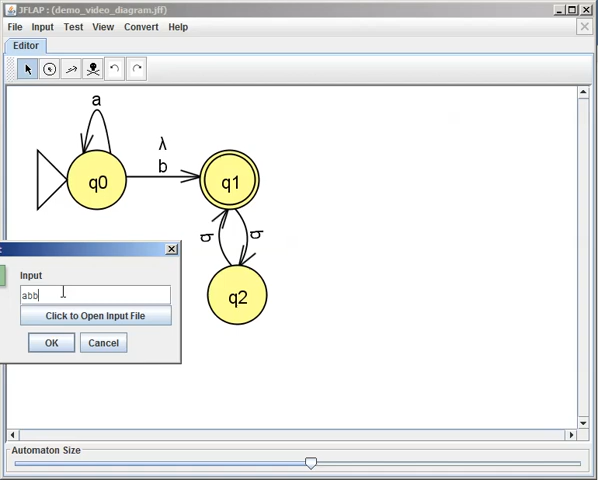 JFLAP : (demo_video_diagram.jff)
File Input Test View Convert Help
Editor
a
λ
b
q0
q1
b b
q2
Input
abb
Click to Open Input File
OK Cancel
Automaton Size